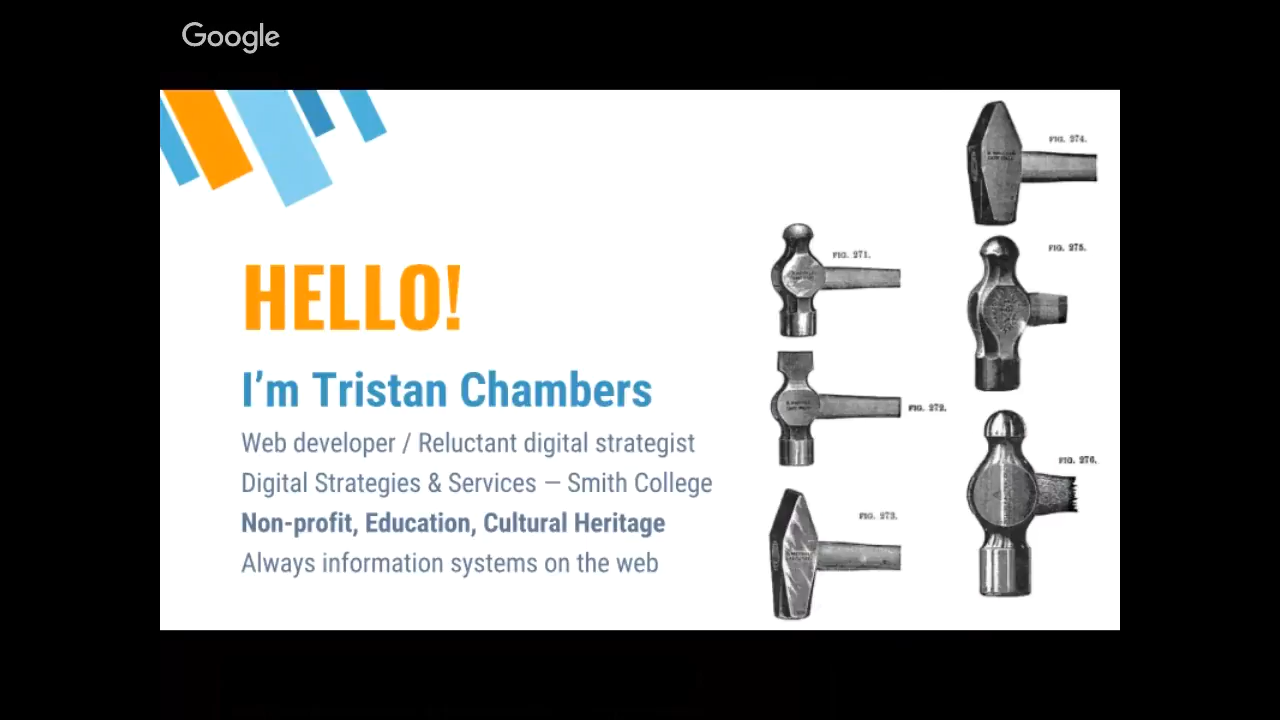 Google
HELLO!
I'm Tristan Chambers
Web developer / Reluctant digital strategist
Digital Strategies & Services — Smith College
Non-profit, Education, Cultural Heritage
Always information systems on the web
FIG. 271.
FIG. 272.
FIG. 273.
FIG. 274.
FIG. 275.
FIG. 276.